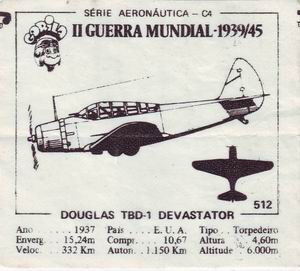 SÉRIE AERONÁUTICA - C4
II GUERRA MUNDIAL-1939/45
512
DOUGLAS TBD-1 DEVASTATOR
Ano . . . . 1937 País . . . . E. U. A. Tipo . . Torpedeiro
Enverg. . 15,24m Compr. . . . 10,67 Altura . . . . 4,60m
Veloc. . . 332 Km Auton. . 1.150 Km Altitude . . 6.000m